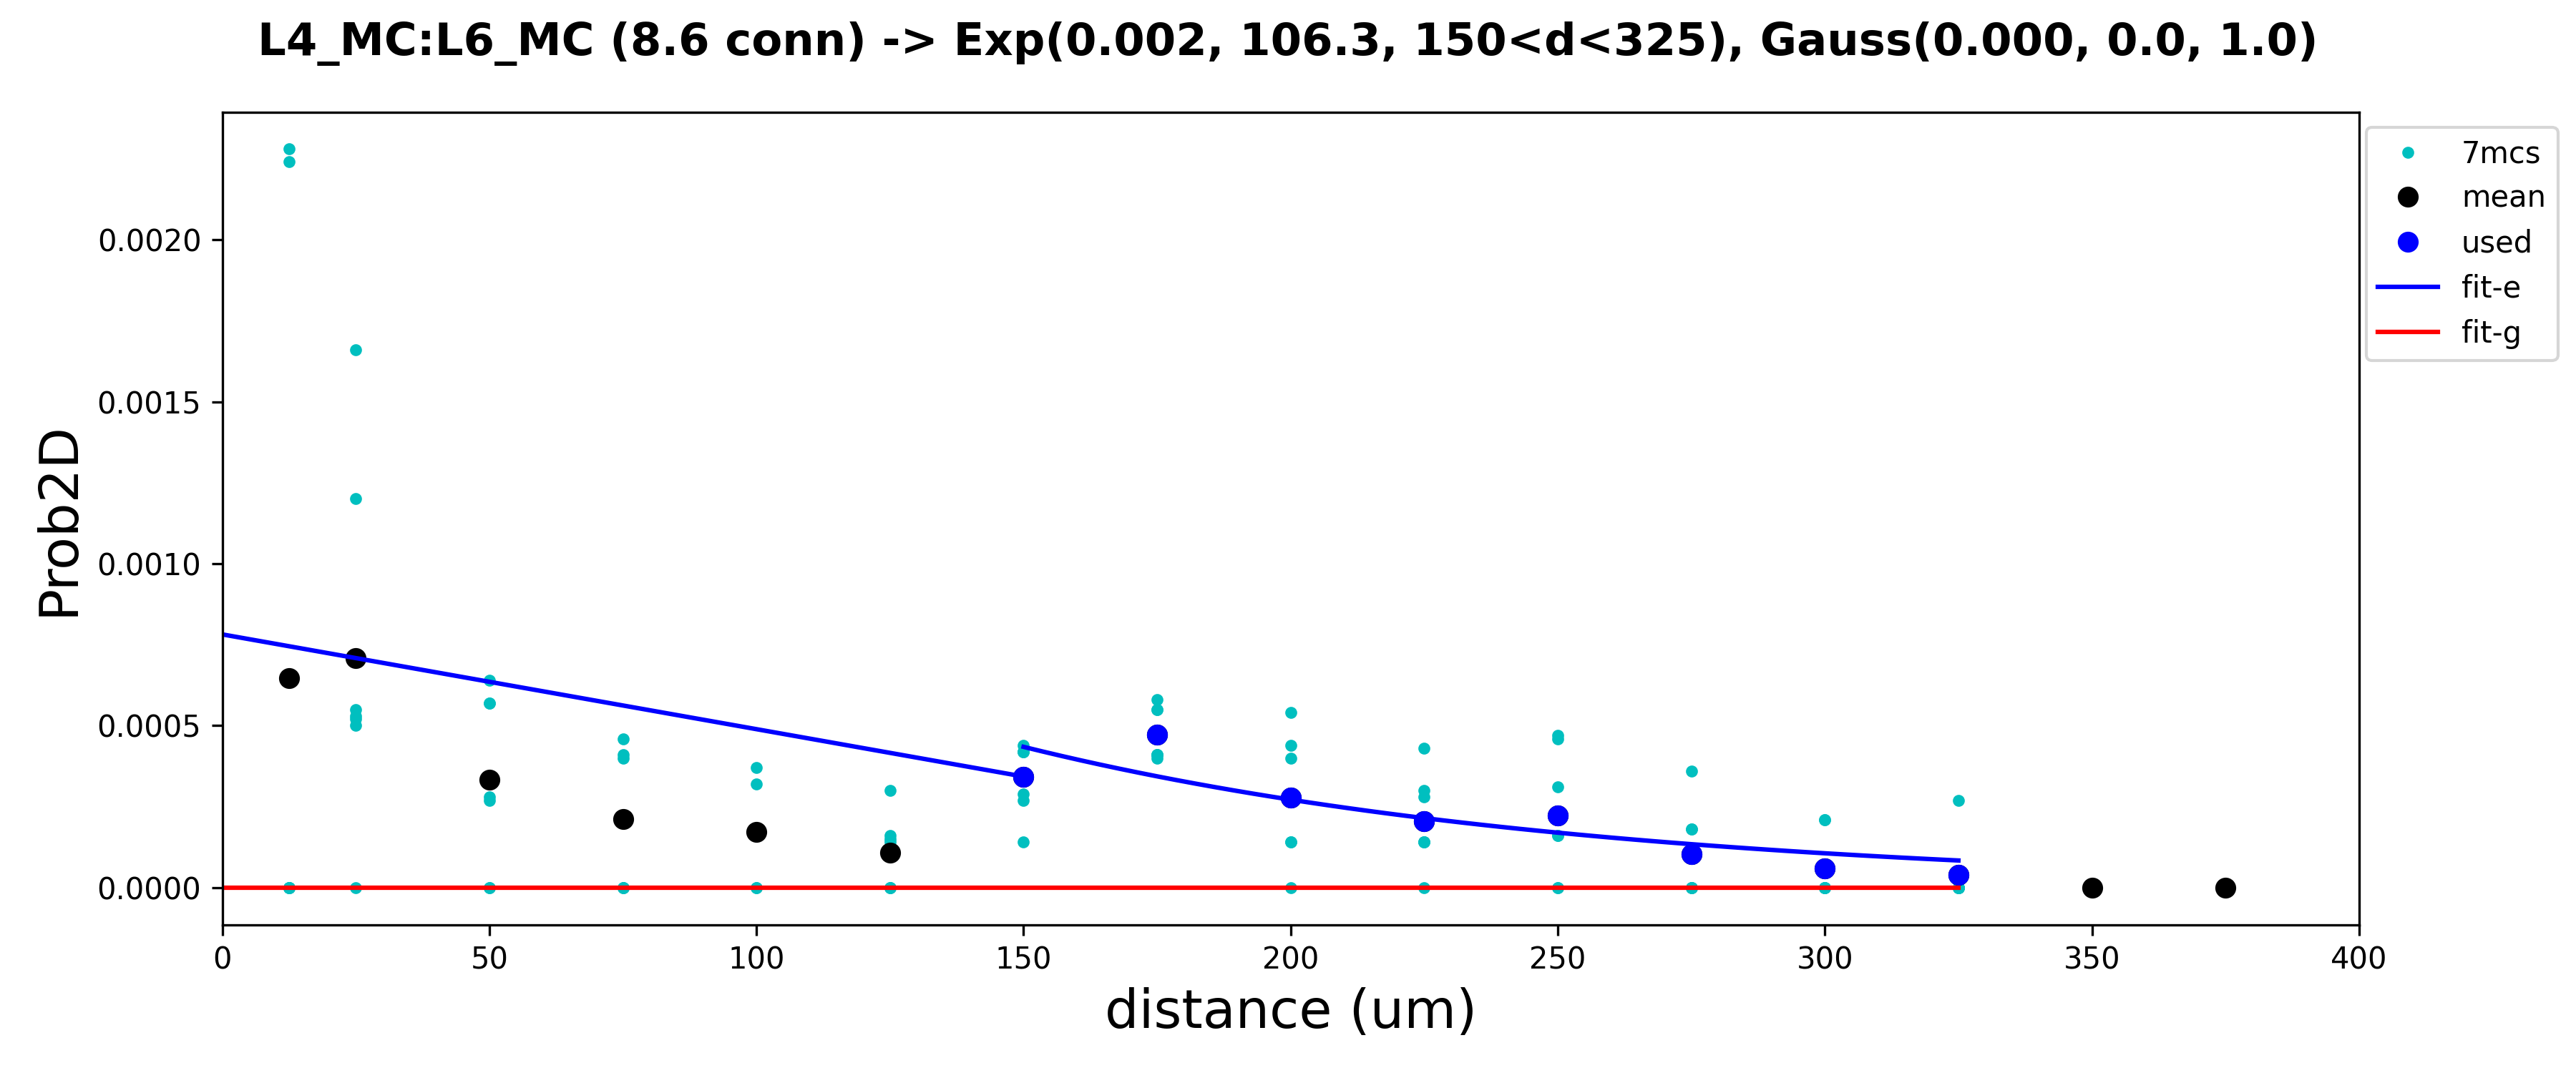 L4_MC:L6_MC (8.6 conn) -> Exp(0.002, 106.3, 150<d<325), Gauss(0.000, 0.0, 1.0)
7mcs
mean
used
fit-e
fit-g
Prob2D
0.0020
0.0015
0.0010
0.0005
0.0000
0 50 100 150 200 250 300 350 400
distance (um)